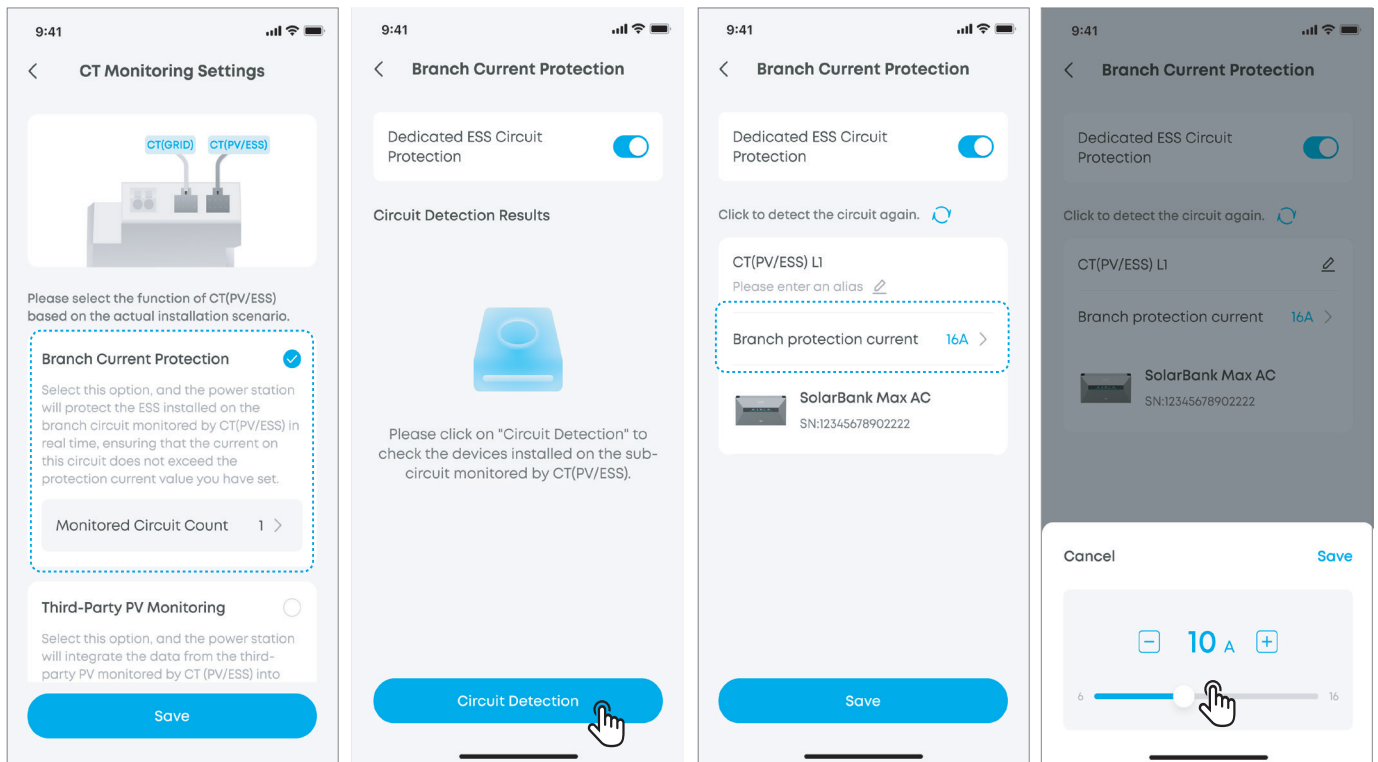 9:41
CT Monitoring Settings
CT(GRID)
CT(PV/ESS)
Please select the function of CT(PV/ESS)
based on the actual installation scenario.
Branch Current Protection
Select this option, and the power station
will protect the ESS installed on the
branch circuit monitored by CT(PV/ESS) in
real time, ensuring that the current on
this circuit does not exceed the
protection current value you have set.
Monitored Circuit Count 1
Third-Party PV Monitoring
Select this option, and the power station
will integrate the data from the third-
party PV monitored by CT (PV/ESS) into
Save
9:41
Branch Current Protection
Dedicated ESS Circuit
Protection
Circuit Detection Results
Please click on "Circuit Detection" to
check the devices installed on the sub-
circuit monitored by CT(PV/ESS).
Circuit Detection
9:41
Branch Current Protection
Dedicated ESS Circuit
Protection
Click to detect the circuit again.
CT(PV/ESS) L1
Please enter an alias
Branch protection current 16A
SolarBank Max AC
SN:12345678902222
Save
9:41
Branch Current Protection
Dedicated ESS Circuit
Protection
Click to detect the circuit again.
CT(PV/ESS) L1
Branch protection current 16A
SolarBank Max AC
SN:12345678902222
Cancel Save
10 A
6 16